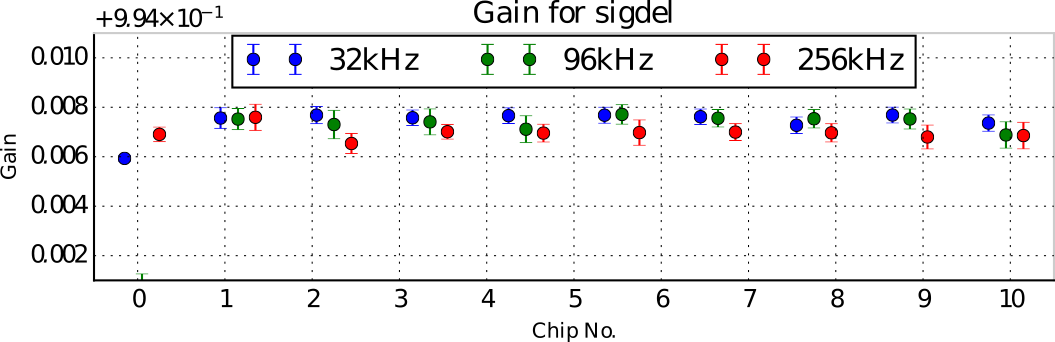 Gain for sigdel
+9.94×10⁻¹
32kHz 96kHz 256kHz
0.010
0.008
0.006
0.004
0.002
Gain
0 1 2 3 4 5 6 7 8 9 10
Chip No.